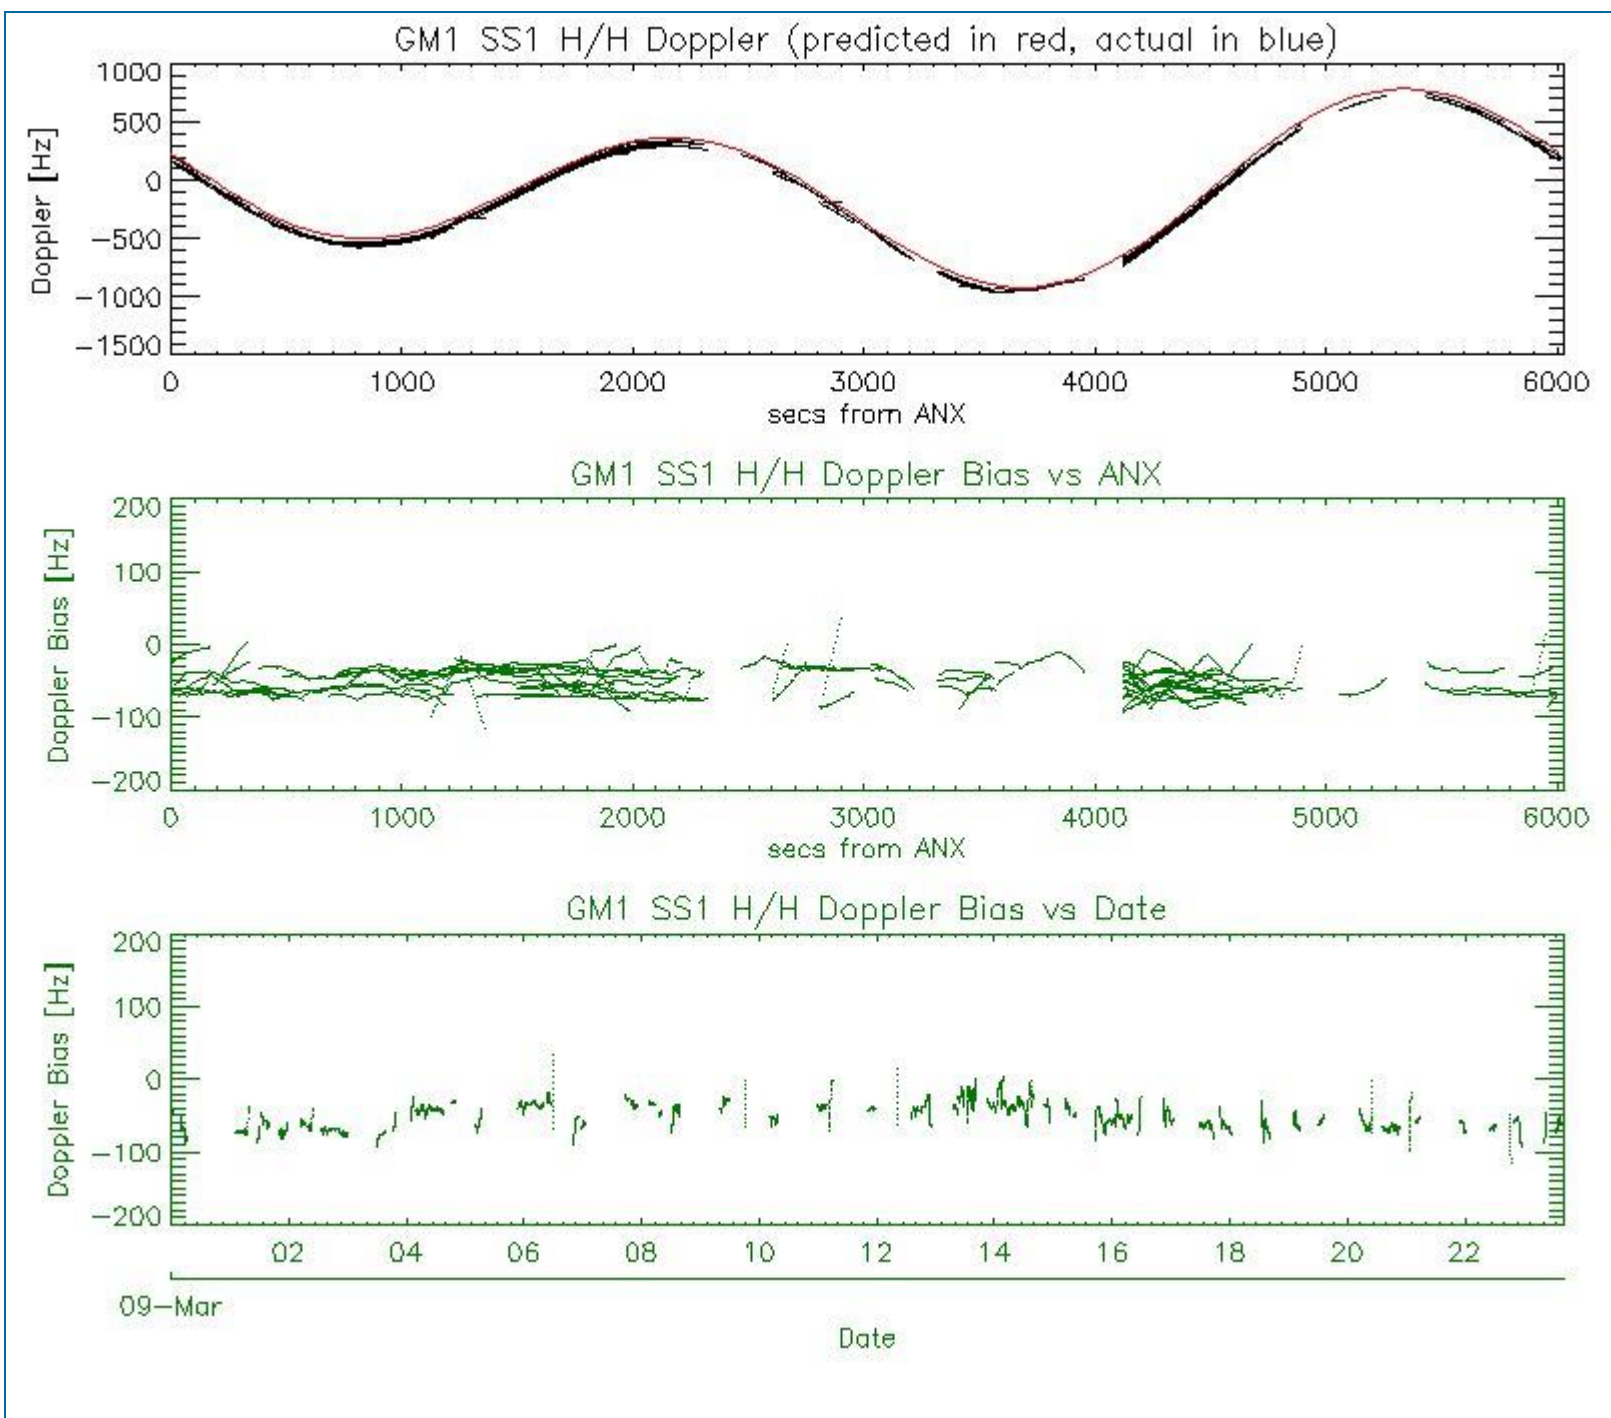 GM1 SS1 H/H Doppler (predicted in red, actual in blue)
Doppler [Hz]
1000
500
0
−500
−1000
−1500
0 1000 2000 3000 4000 5000 6000
secs from ANX
GM1 SS1 H/H Doppler Bias vs ANX
Doppler Bias [Hz]
200
100
0
−100
−200
0 1000 2000 3000 4000 5000 6000
secs from ANX
GM1 SS1 H/H Doppler Bias vs Date
Doppler Bias [Hz]
200
100
0
−100
−200
02 04 06 08 10 12 14 16 18 20 22
09−Mar
Date